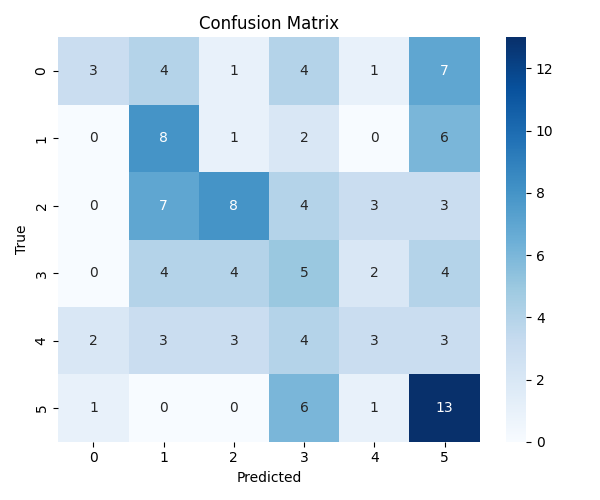 Confusion Matrix
True
0 3 4 1 4 1 7
1 0 8 1 2 0 6
2 0 7 8 4 3 3
3 0 4 4 5 2 4
4 2 3 3 4 3 3
5 1 0 0 6 1 13
0 1 2 3 4 5
Predicted
12
10
8
6
4
2
0